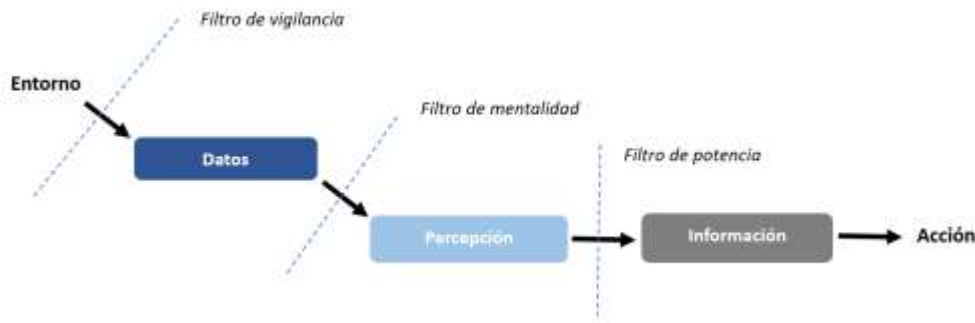 Filtro de vigilancia
Entorno
Filtro de mentalidad
Datos
Filtro de potencia
Percepción
Información
Acción